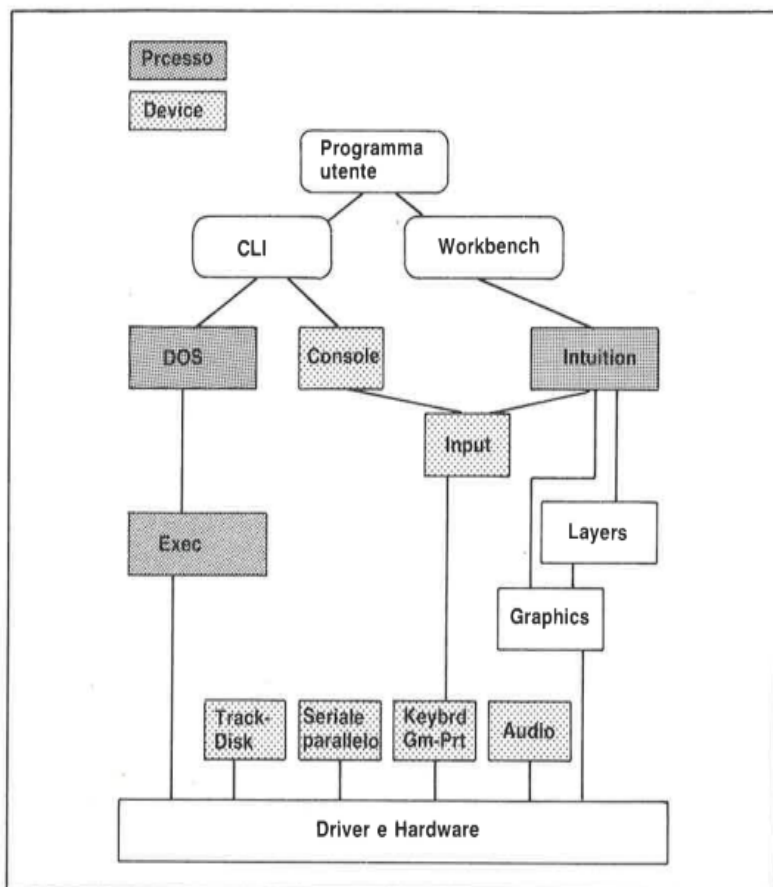 Prcesso
Device
Programma
utente
CLI
Workbench
DOS
Console
Intuition
Input
Exec
Layers
Graphics
Track-
Disk
Seriale
parallelo
Keybrd
Gm-Prt
Audio
Driver e Hardware